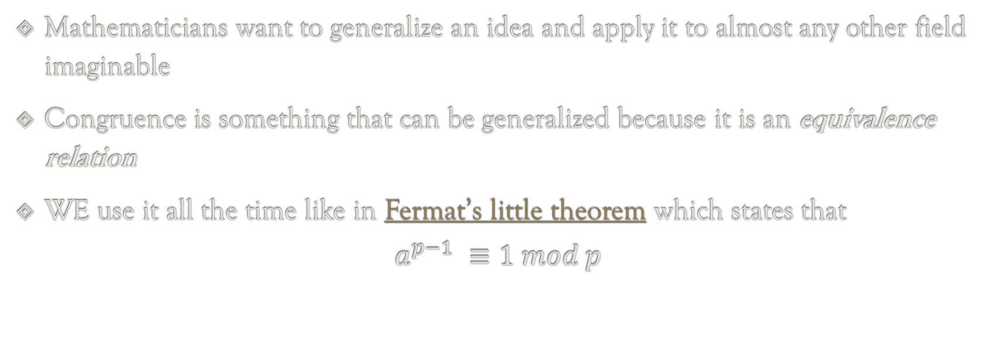 Mathematicians want to generalize an idea and apply it to almost any other field
imaginable
Congruence is something that can be generalized because it is an equivalence
relation
WE use it all the time like in Fermat’s little theorem which states that
a^{p−1} ≡ 1 mod p